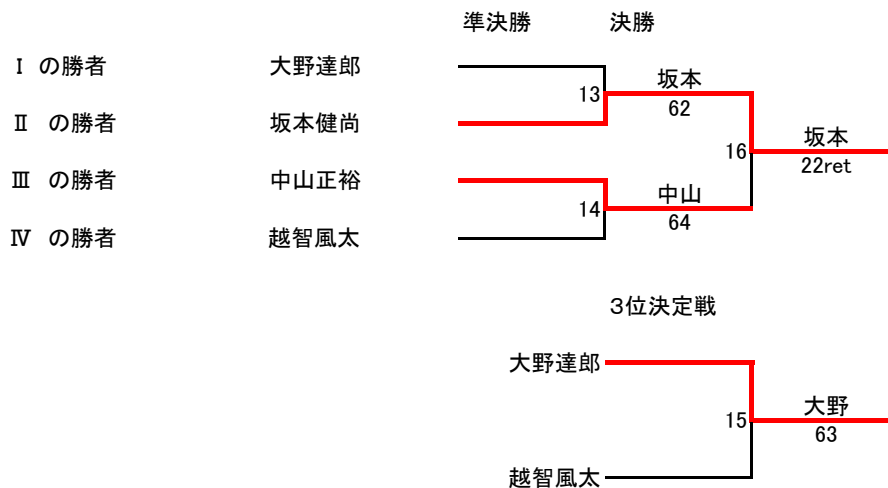 準決勝 決勝
Ⅰ の勝者 大野達郎
13 坂本
62
Ⅱ の勝者 坂本健尚
16 坂本
22ret
Ⅲ の勝者 中山正裕
14 中山
64
Ⅳ の勝者 越智風太
３位決定戦
大野達郎
15 大野
63
越智風太